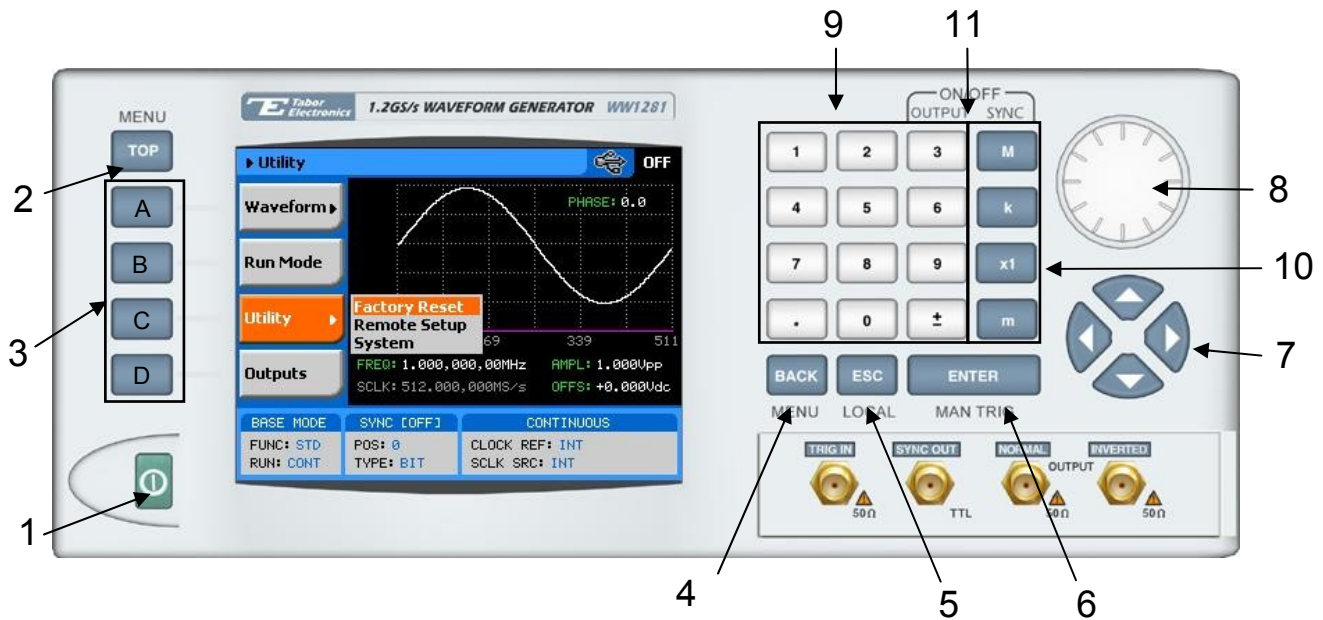 9
11
ON/OFF
OUTPUT SYNC
MENU
TOP
A
B
C
D
2
3
1
Tabor Electronics
1.2GS/s WAVEFORM GENERATOR WW1281
Utility
OFF
Waveform
Run Mode
Utility
Outputs
PHASE: 0.0
Factory Reset
Remote Setup
System
69 339 511
FREQ: 1.000,000,00MHz AMPL: 1.000Vpp
SCLK: 512.000,000MS/s OFFS: +0.000Vdc
BASE MODE SYNC [OFF] CONTINUOUS
FUNC: STD POS: 0 CLOCK REF: INT
RUN: CONT TYPE: BIT SCLK SRC: INT
1 2 3 M
4 5 6 k
7 8 9 x1
. 0 ± m
BACK ESC ENTER
MENU LOCAL MAN TRIG
8
10
7
TRIG IN SYNC OUT NORMAL OUTPUT INVERTED
50Ω TTL 50Ω 50Ω
4
5
6